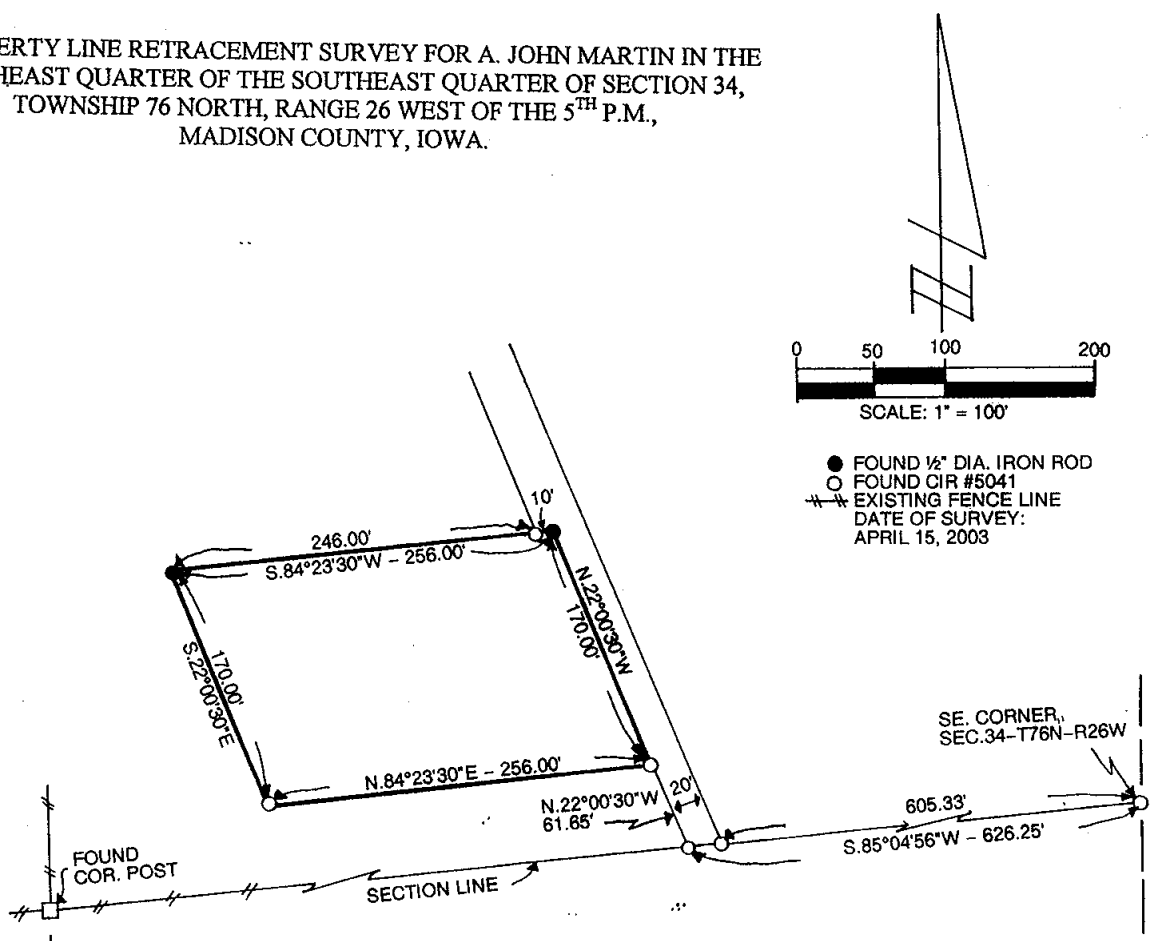 ERTY LINE RETRACEMENT SURVEY FOR A. JOHN MARTIN IN THE
HEAST QUARTER OF THE SOUTHEAST QUARTER OF SECTION 34,
TOWNSHIP 76 NORTH, RANGE 26 WEST OF THE 5TH P.M.,
MADISON COUNTY, IOWA.
N
0 50 100 200
SCALE: 1" = 100'
FOUND ½" DIA. IRON ROD
FOUND CIR #5041
EXISTING FENCE LINE
DATE OF SURVEY:
APRIL 15, 2003
10'
246.00'
S.84°23'30"W - 256.00'
N.22°00'30"W
170.00'
170.00'
S.22°00'30"E
N.84°23'30"E - 256.00'
N.22°00'30"W
61.65'
20'
SE. CORNER,
SEC.34-T76N-R26W
605.33'
S.85°04'56"W - 626.25'
FOUND
COR. POST
SECTION LINE